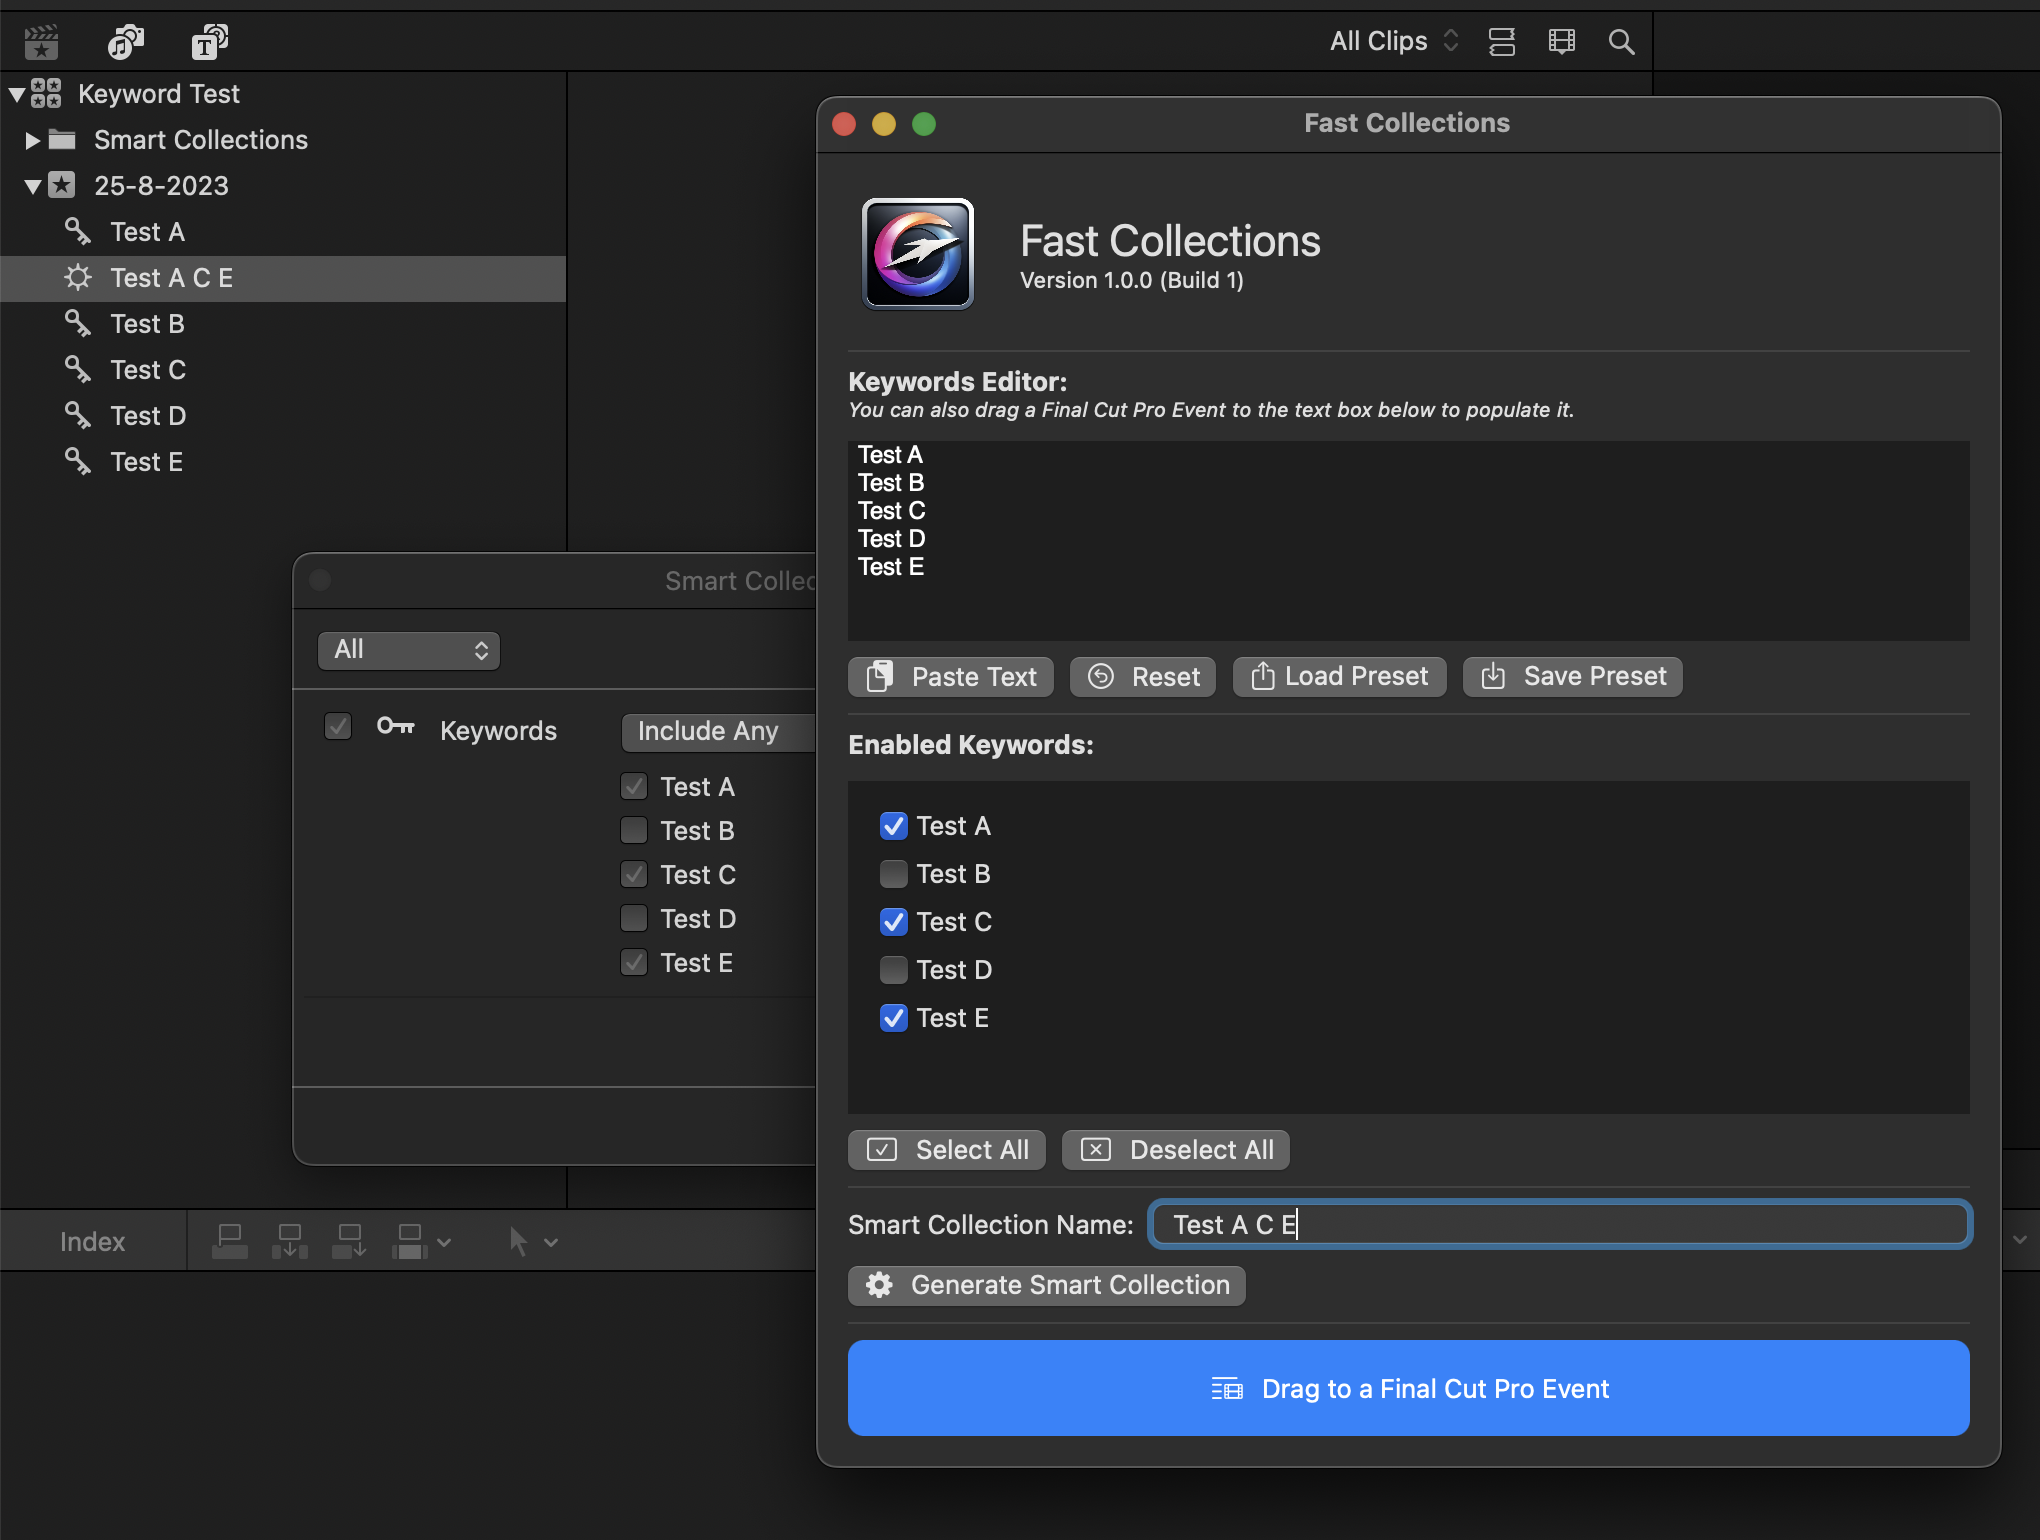 All Clips
Keyword Test
Smart Collections
25-8-2023
Test A
Test A C E
Test B
Test C
Test D
Test E
Smart Collec
All
Keywords
Include Any
Test A
Test B
Test C
Test D
Test E
Index
Fast Collections
Fast Collections
Version 1.0.0 (Build 1)
Keywords Editor:
You can also drag a Final Cut Pro Event to the text box below to populate it.
Test A
Test B
Test C
Test D
Test E
Paste Text Reset Load Preset Save Preset
Enabled Keywords:
Test A
Test B
Test C
Test D
Test E
Select All Deselect All
Smart Collection Name: Test A C E
Generate Smart Collection
Drag to a Final Cut Pro Event